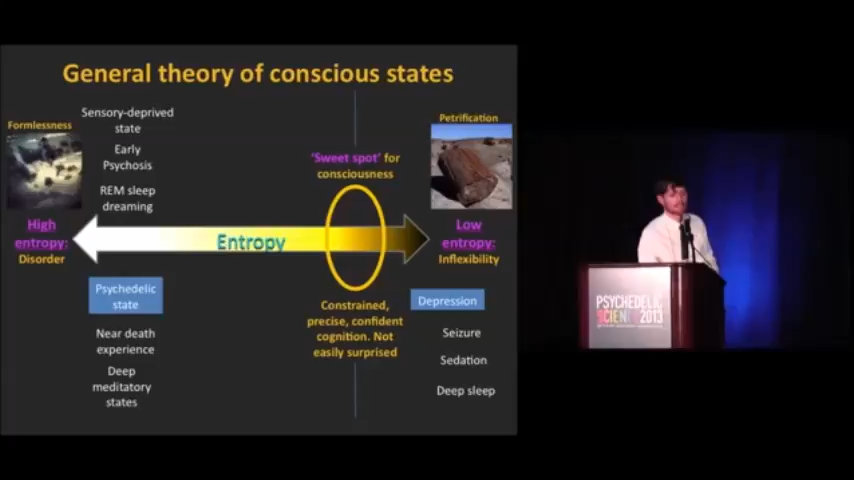 General theory of conscious states
Sensory-deprived
state
Formlessness
Early
Psychosis
REM sleep
dreaming
'Sweet spot' for
consciousness
Petrification
High
entropy:
Disorder
Entropy
Low
entropy:
Inflexibility
Psychedelic
state
Near death
experience
Deep
meditatory
states
Constrained,
precise, confident
cognition. Not
easily surprised
Depression
Seizure
Sedation
Deep sleep
PSYCHEDELIC
SCIENCE 2013